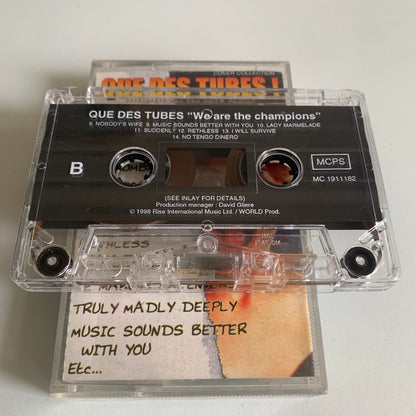 COVER COLLECTION
QUE DES TUBES !
QUE DES TUBES "We are the champions"
8. NOBODY'S WIFE 9. MUSIC SOUNDS BETTER WITH YOU 10. LADY MARMELADE
11. SUDDENLY 12. RETHLESS 13. I WILL SURVIVE
14. NO TENGO DINERO
B
MCPS
MC 1911182
(SEE INLAY FOR DETAILS)
Production manager : David Gliere
© 1998 Rise International Music Ltd. / WORLD Prod.
TRULY MADLY DEEPLY
MUSIC SOUNDS BETTER
WITH YOU
Etc...